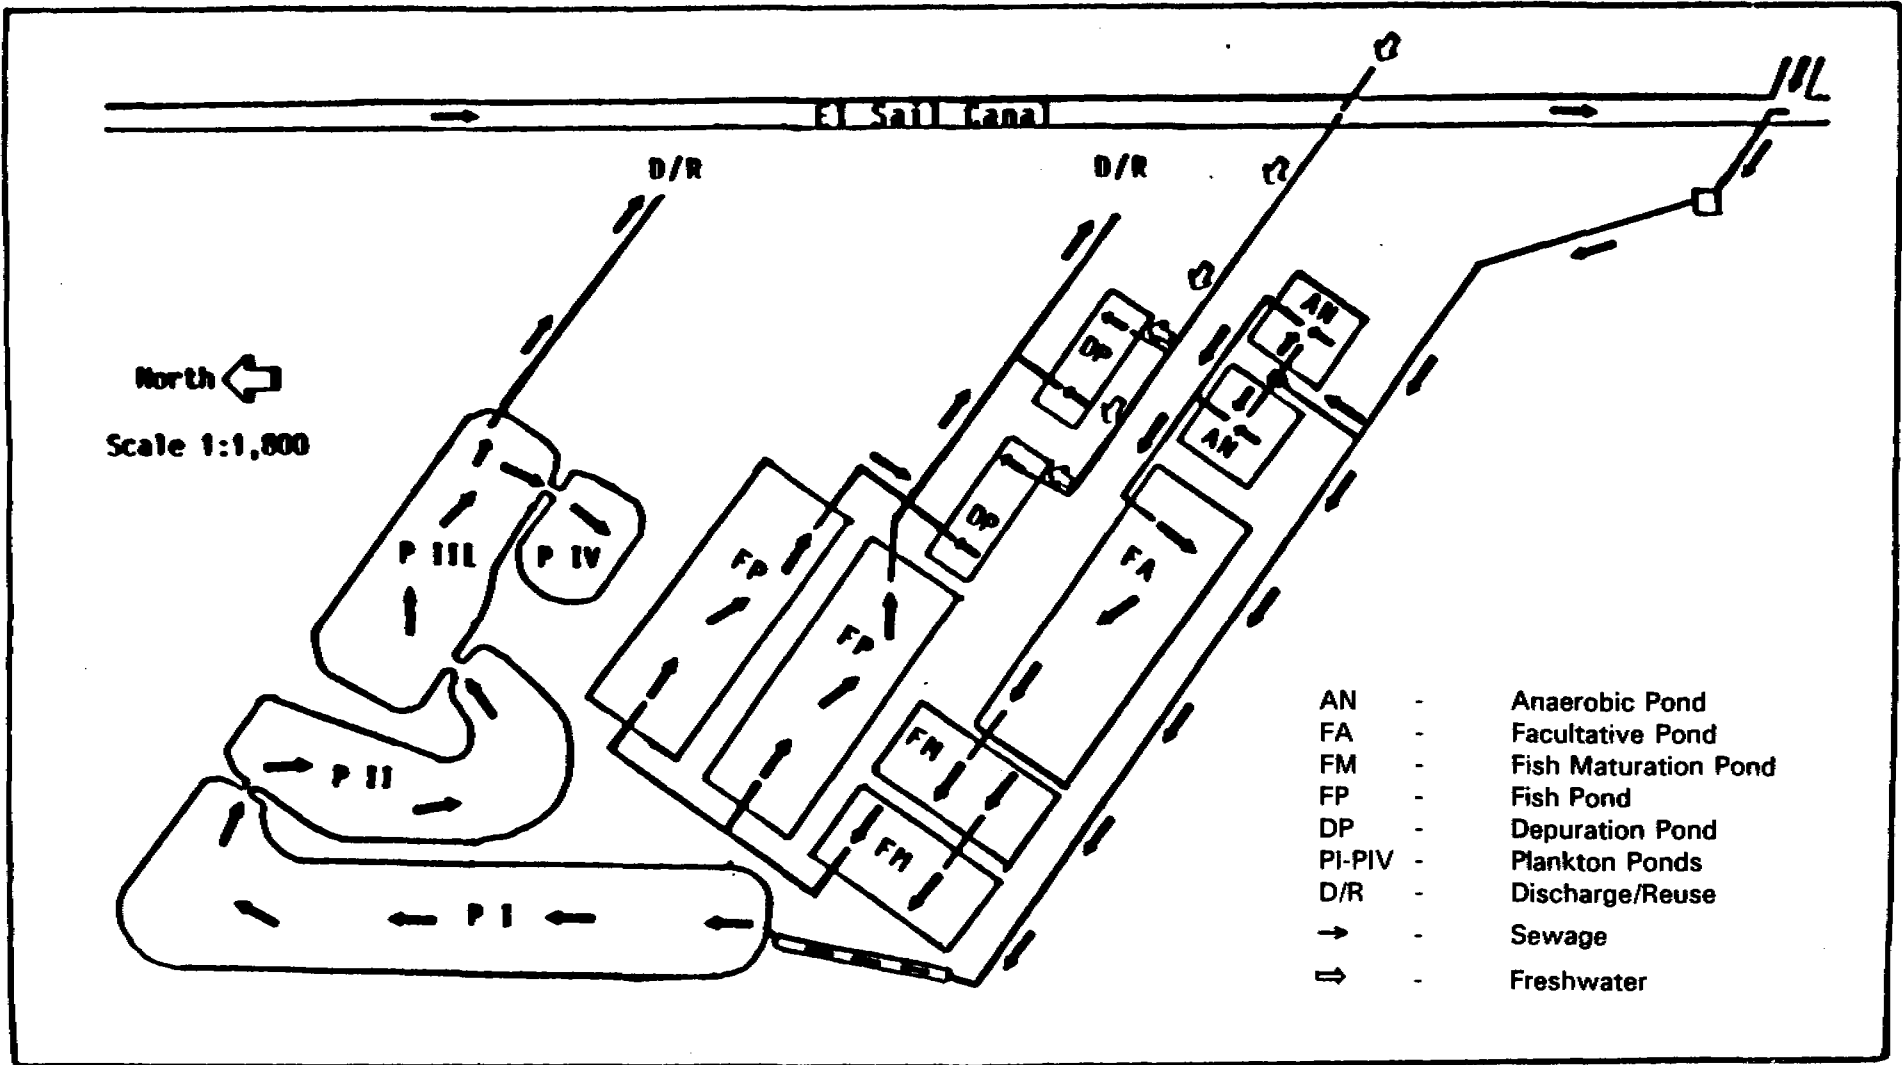 El Sail Canal
D/R
D/R
AN
DP
North
Scale 1:1,800
AN
DP
P III
P IV
FP
FA
FP
FM
P II
FM
P I
AN - Anaerobic Pond
FA - Facultative Pond
FM - Fish Maturation Pond
FP - Fish Pond
DP - Depuration Pond
PI-PIV - Plankton Ponds
D/R - Discharge/Reuse
→ - Sewage
⇨ - Freshwater